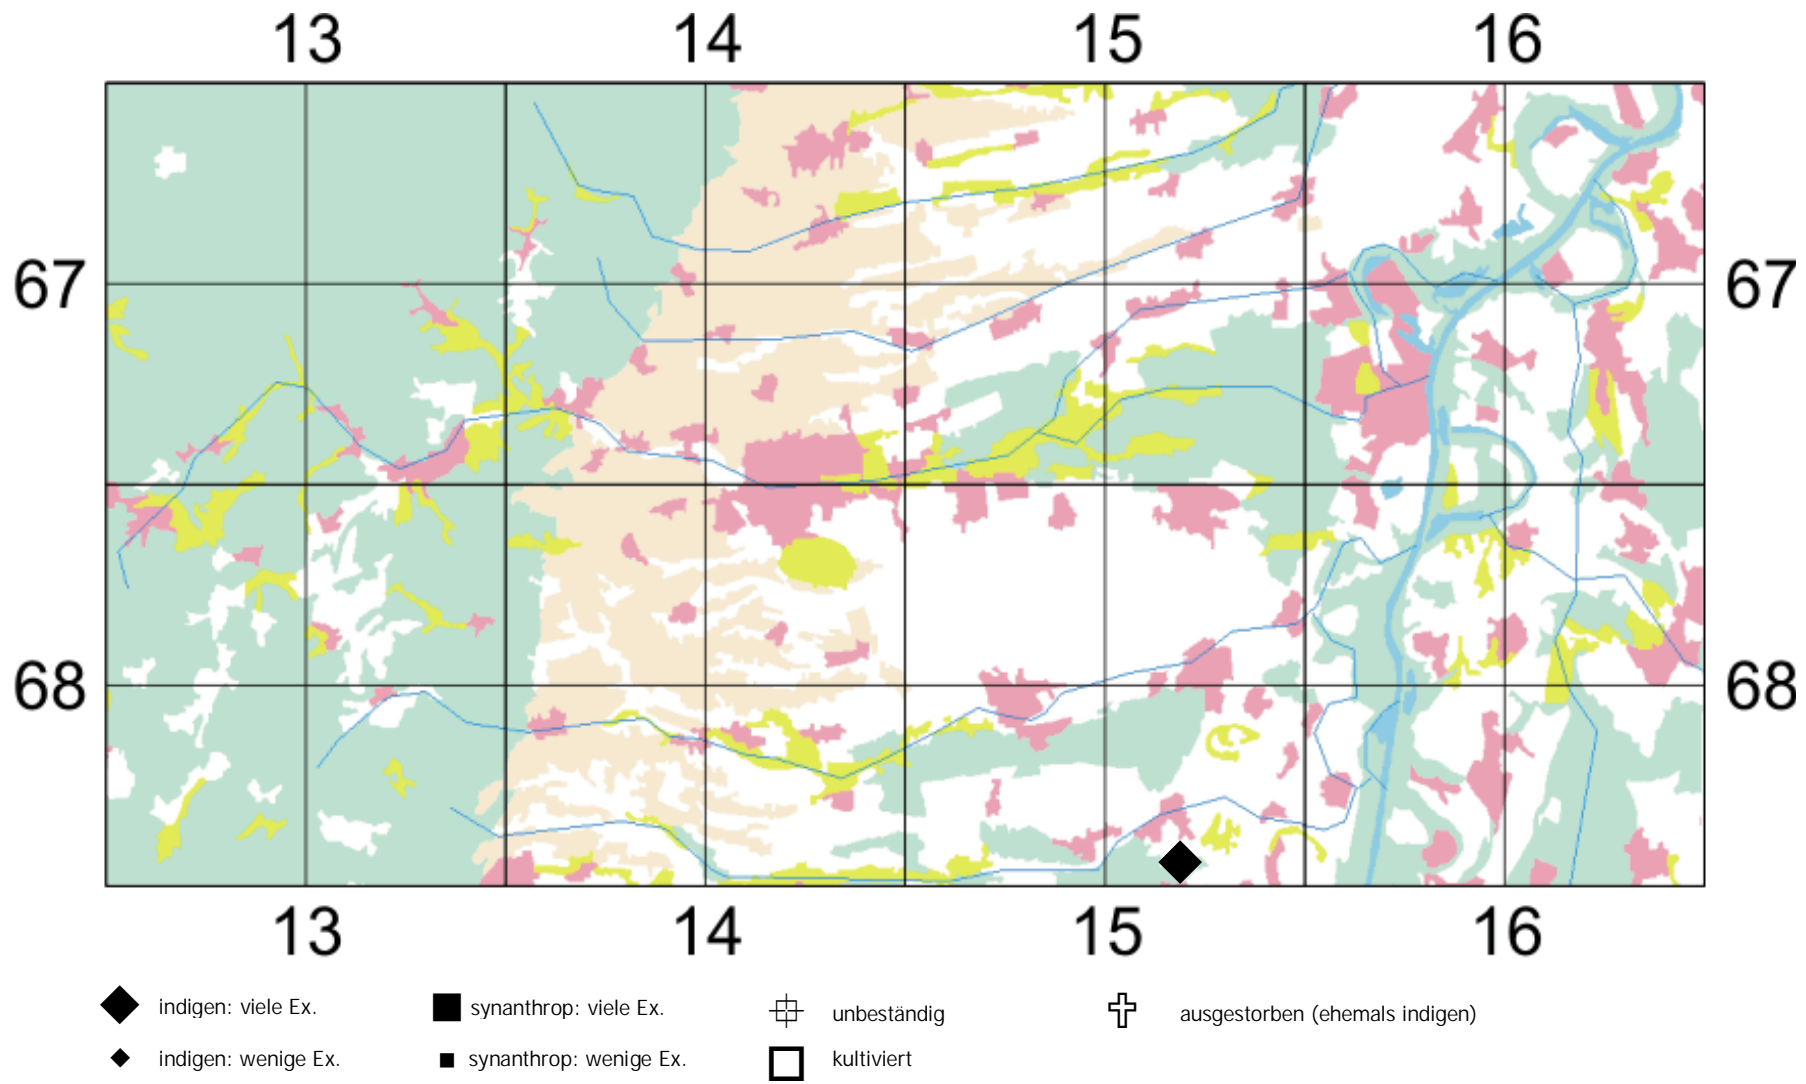 13 14 15 16
67 67
68 68
13 14 15 16
indigen: viele Ex. synanthrop: viele Ex. unbeständig ausgestorben (ehemals indigen)
indigen: wenige Ex. synanthrop: wenige Ex. kultiviert